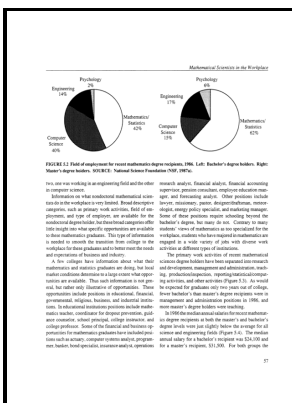 Mathematical Scientists in the Workplace
Psychology
2%
Engineering
14%
Mathematics/
Statistics
42%
Computer
Science
40%
Psychology
6%
Engineering
17%
Mathematics/
Statistics
62%
Computer
Science
15%
FIGURE 5.2 Field of employment for recent mathematics degree recipients, 1986. Left: Bachelor's degree holders. Right:
Master's degree holders. SOURCE: National Science Foundation (NSF, 1987a).
two, one was working in an engineering field and the other
in computer science.
Information on what nondoctoral mathematical scien-
tists do in the workplace is very limited. Broad descriptive
categories, such as primary work activities, field of em-
ployment, and type of employer, are available for the
nondoctoral degree holder, but these broad categories offer
little insight into what specific opportunities are available
to these mathematics graduates. This type of information
is needed to smooth the transition from college to the
workplace for these graduates and to better meet the needs
and expectations of business and industry.
A few colleges have information about what their
mathematics and statistics graduates are doing, but local
market conditions determine to a large extent what oppor-
tunities are available. Thus such information is not gen-
eral, but rather only illustrative of opportunities. These
opportunities include positions in educational, financial,
governmental, religious, business, and industrial institu-
tions. In educational institutions positions include mathe-
matics teacher, coordinator for dropout prevention, guid-
ance counselor, school principal, college instructor, and
college professor. Some of the financial and business op-
portunities for mathematics graduates have included posi-
tions such as actuary, computer systems analyst, program-
mer, banker, bond specialist, insurance analyst, operations
research analyst, financial analyst, financial accounting
supervisor, pension consultant, employee relocation man-
ager, and forecasting analyst. Other positions include
lawyer, missionary, pastor, designer/draftsman, meteor-
ologist, energy policy specialist, and marketing manager.
Some of these positions require schooling beyond the
bachelor's degree, but many do not. Contrary to many
students' views of mathematics as too specialized for the
workplace, students who have majored in mathematics are
engaged in a wide variety of jobs with diverse work
activities at different types of institutions.
The primary work activities of recent mathematical
sciences degree holders have been separated into research
and development, management and administration, teach-
ing, production/inspection, reporting/statistical/comput-
ing activities, and other activities (Figure 5.3). As would
be expected for graduates only two years out of college,
fewer bachelor's than master's degree recipients were in
management and administration positions in 1986, and
more master's degree holders were teaching.
In 1986 the median annual salaries for recent mathemat-
ics degree recipients at both the master's and bachelor's
degree levels were just slightly below the average for all
science and engineering fields (Figure 5.4). The median
annual salary for a bachelor's recipient was $24,100 and
for a master's recipient, $31,500. For both groups the
57